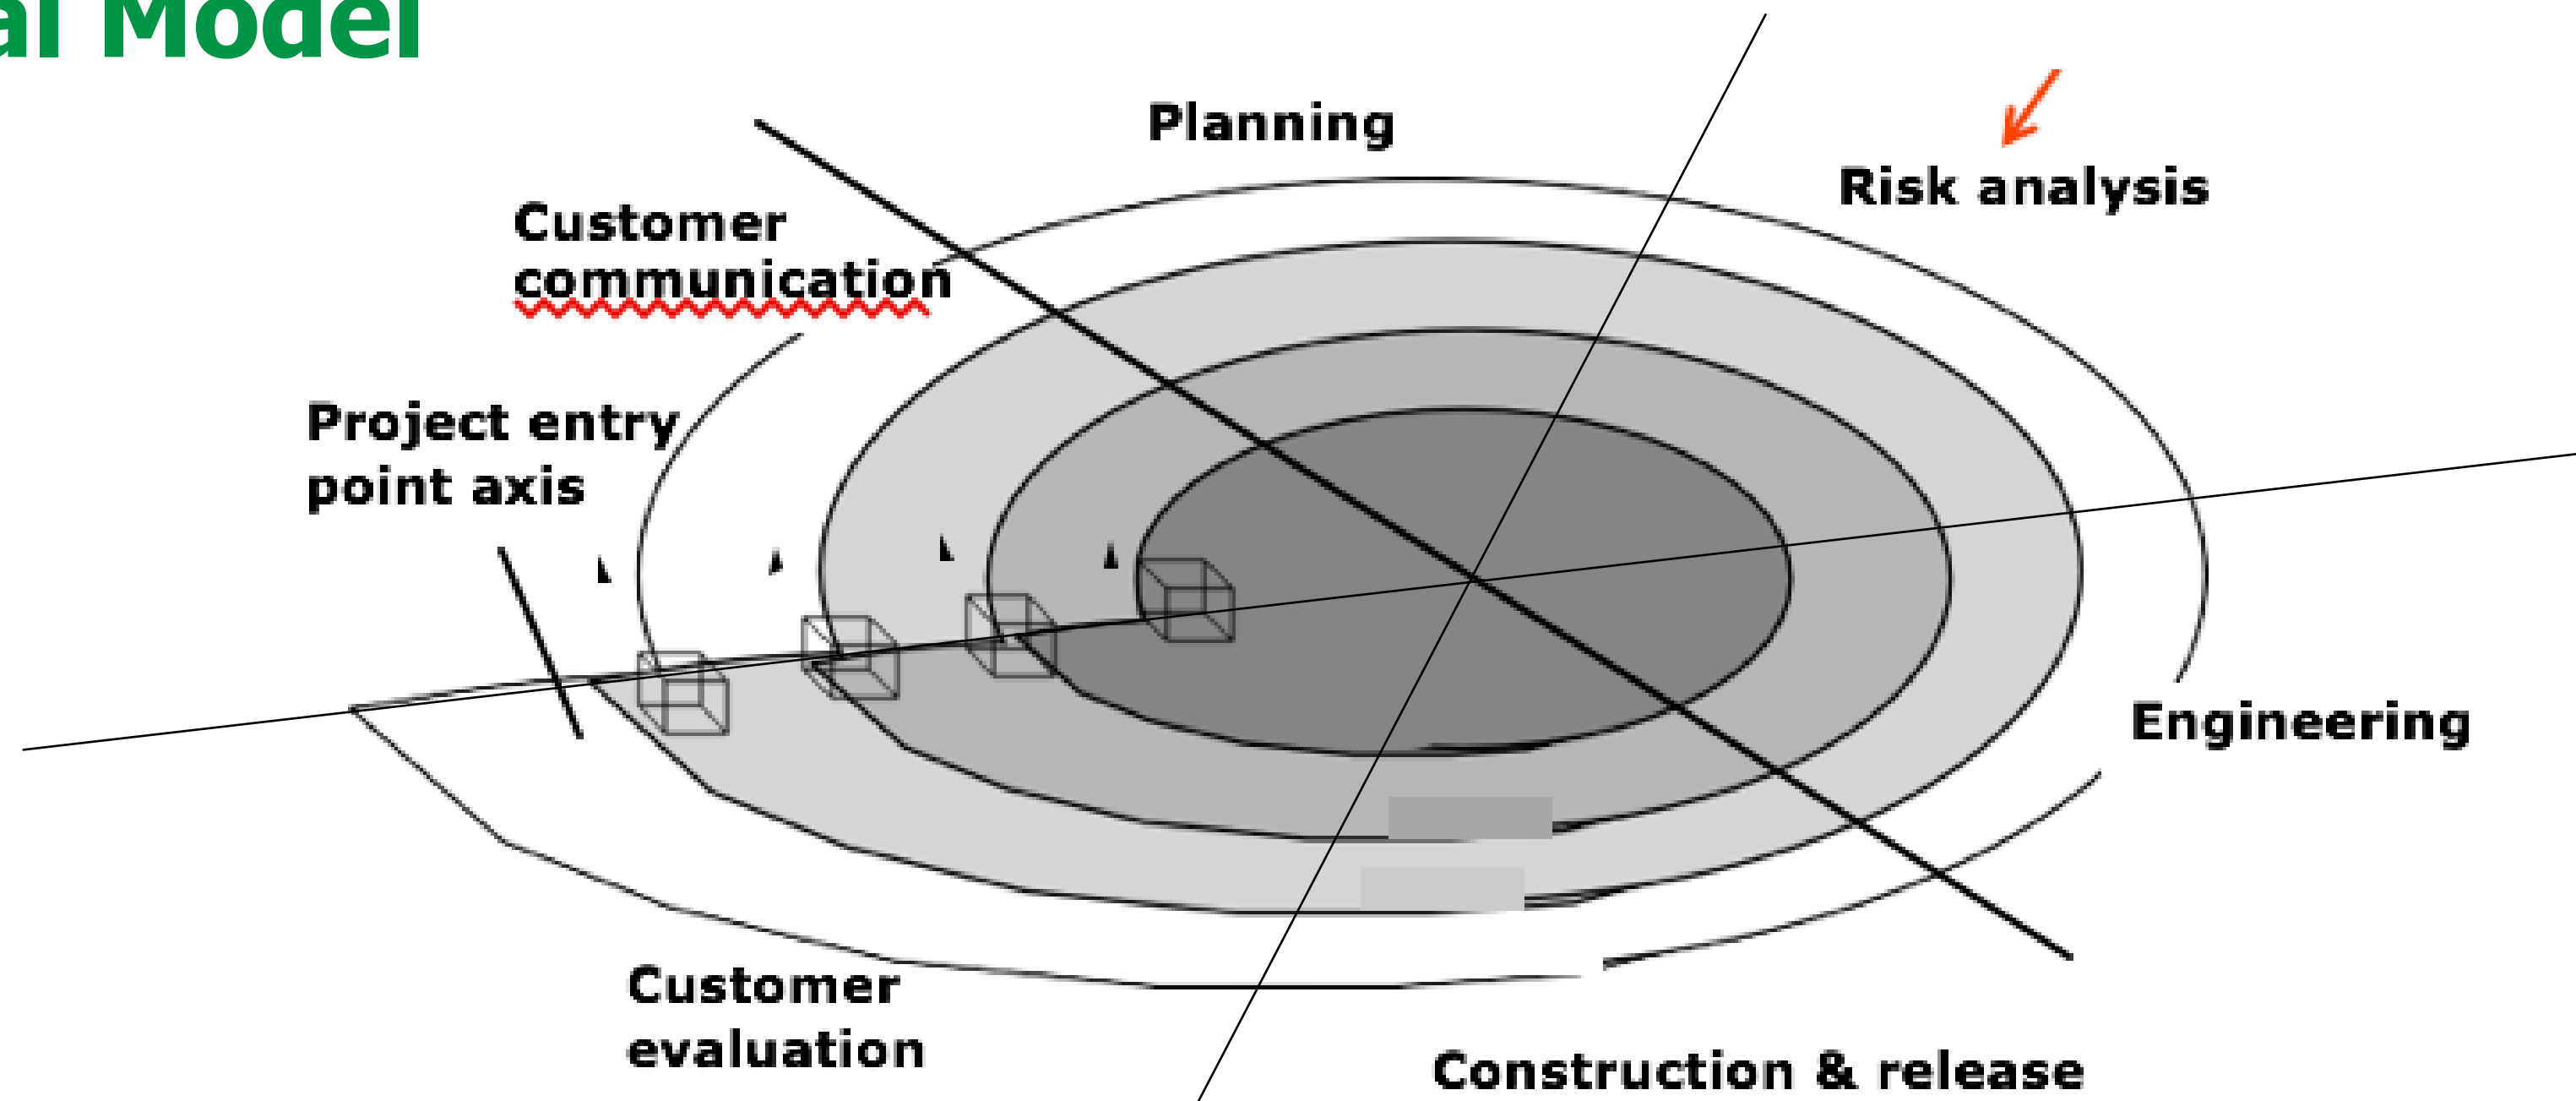 al Model
Planning
Risk analysis
Customer
communication
Project entry
point axis
Engineering
Customer
evaluation
Construction & release